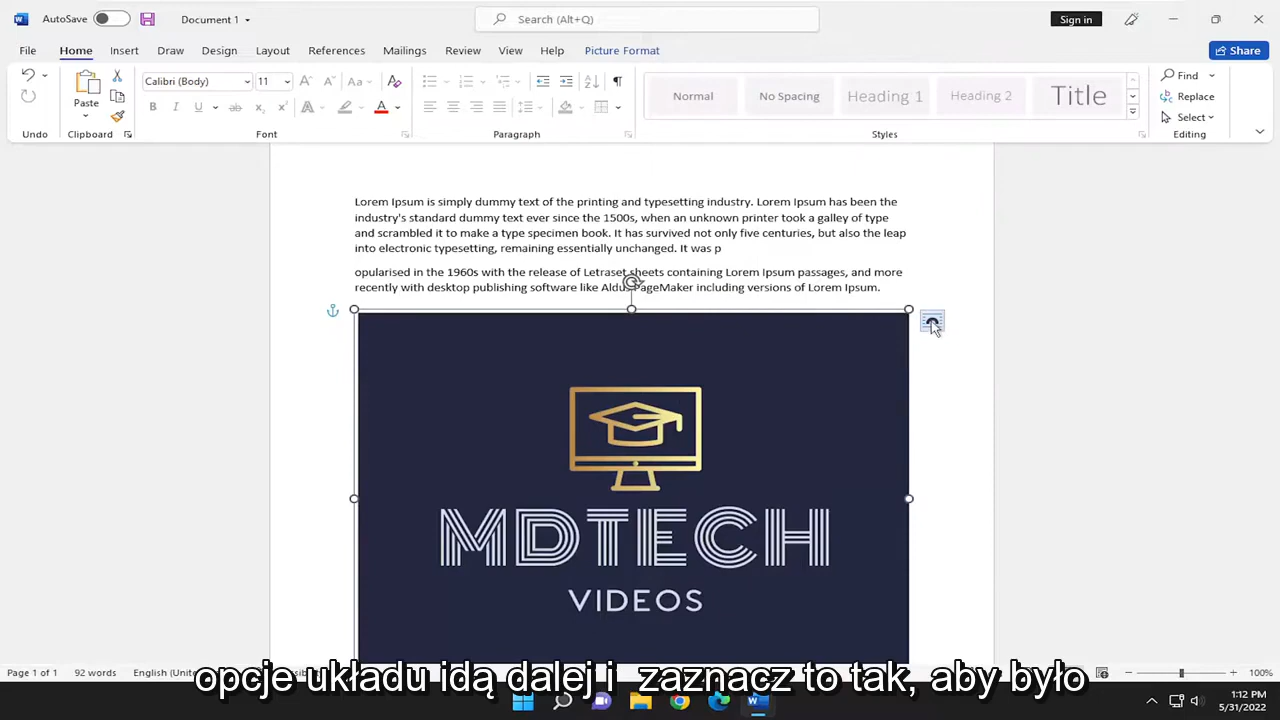 AutoSave
Document 1
Search (Alt+Q)
Sign in
File Home Insert Draw Design Layout References Mailings Review View Help Picture Format
Share
Calibri (Body) 11
Paste
Normal No Spacing Heading 1 Heading 2 Title
Find
Replace
Select
Undo Clipboard Font Paragraph Styles Editing
Lorem Ipsum is simply dummy text of the printing and typesetting industry. Lorem Ipsum has been the
industry's standard dummy text ever since the 1500s, when an unknown printer took a galley of type
and scrambled it to make a type specimen book. It has survived not only five centuries, but also the leap
into electronic typesetting, remaining essentially unchanged. It was p
opularised in the 1960s with the release of Letraset sheets containing Lorem Ipsum passages, and more
recently with desktop publishing software like Aldus PageMaker including versions of Lorem Ipsum.
MDTECH
VIDEOS
opcje układu idą dalej i zaznacz to tak, aby było
Page 1 of 1 92 words English 100%
1:12 PM
5/31/2022